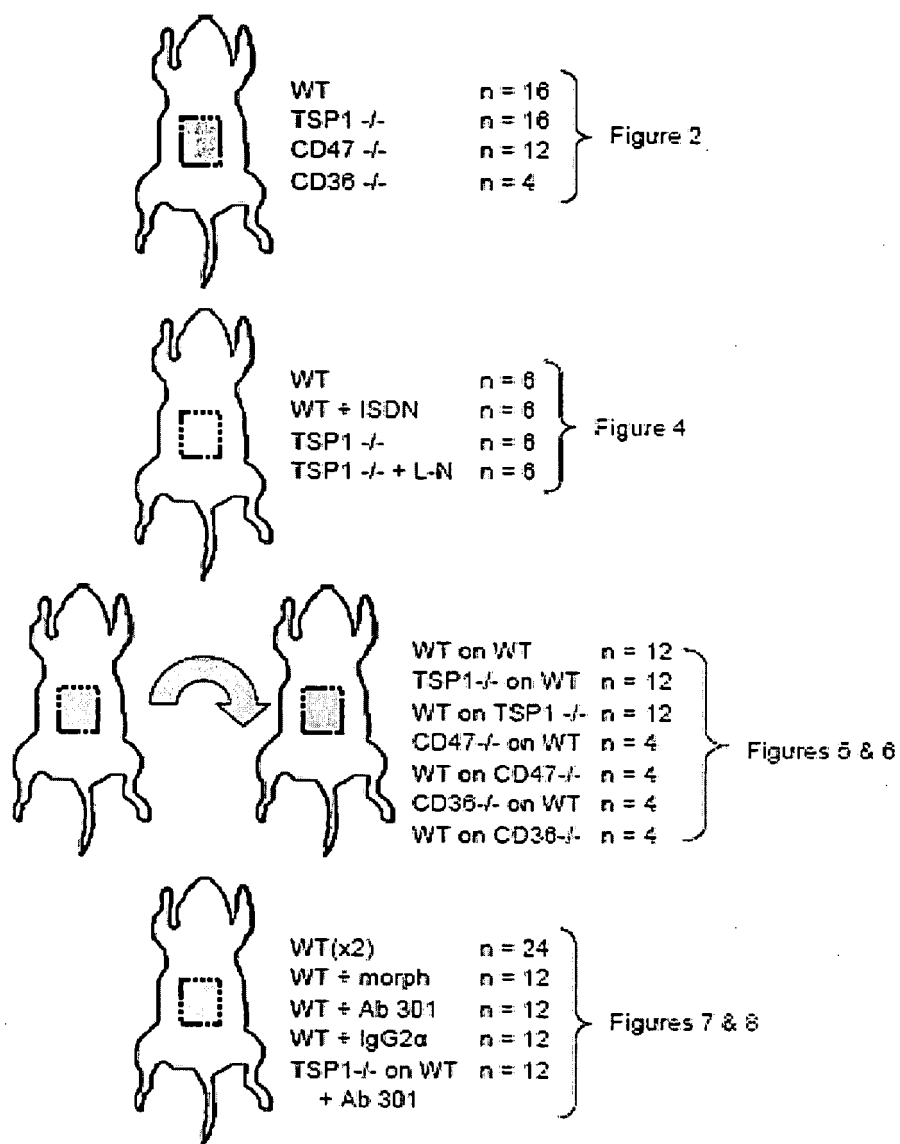 WT n = 16
TSP1 -/- n = 16
CD47 -/- n = 12
CD36 -/- n = 4
Figure 2
WT n = 6
WT + ISDN n = 6
TSP1 -/- n = 6
TSP1 -/- + L-N n = 6
Figure 4
WT on WT n = 12
TSP1-/- on WT n = 12
WT on TSP1 -/- n = 12
CD47-/- on WT n = 4
WT on CD47-/- n = 4
CD36-/- on WT n = 4
WT on CD36-/- n = 4
Figures 5 & 6
WT(x2) n = 24
WT + morph n = 12
WT + Ab 301 n = 12
WT + IgG2α n = 12
TSP1-/- on WT n = 12
+ Ab 301
Figures 7 & 8